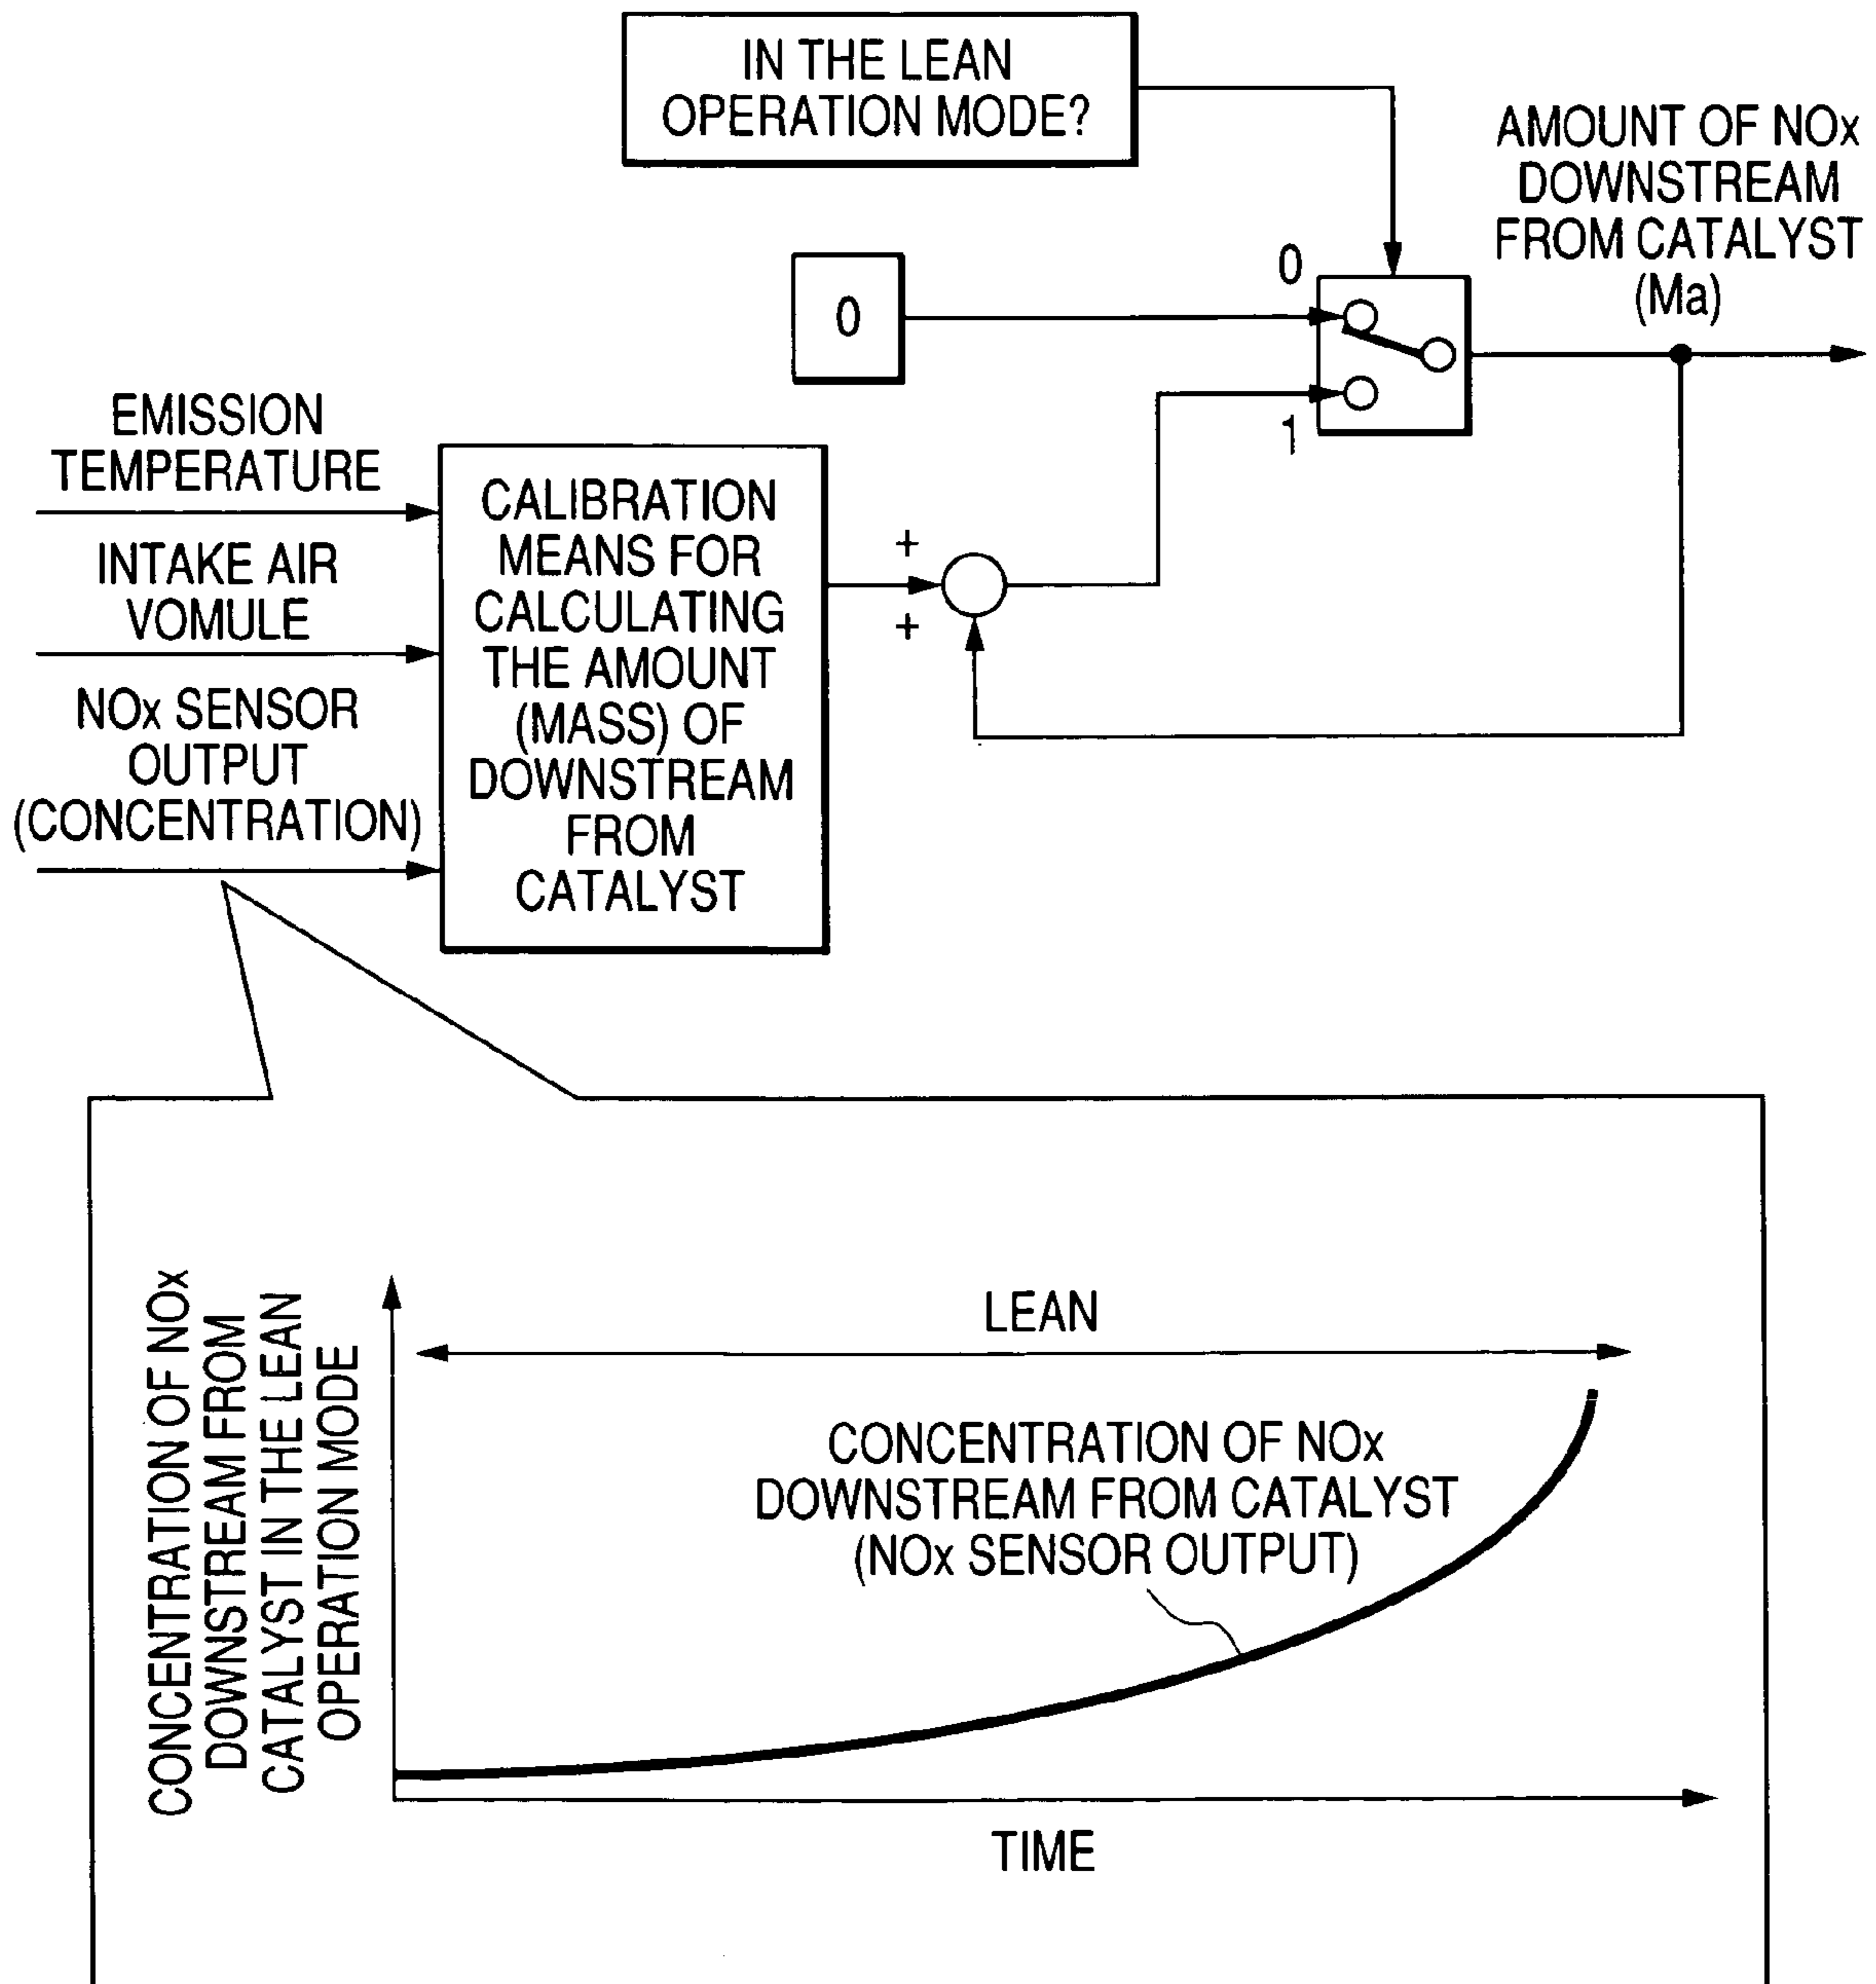 IN THE LEAN
OPERATION MODE?
AMOUNT OF NOx
DOWNSTREAM
FROM CATALYST
(Ma)
0
0
1
EMISSION
TEMPERATURE
INTAKE AIR
VOMULE
NOx SENSOR
OUTPUT
(CONCENTRATION)
CALIBRATION
MEANS FOR
CALCULATING
THE AMOUNT
(MASS) OF
DOWNSTREAM
FROM
CATALYST
+
+
CONCENTRATION OF NOx
DOWNSTREAM FROM
CATALYST IN THE LEAN
OPERATION MODE
LEAN
CONCENTRATION OF NOx
DOWNSTREAM FROM CATALYST
(NOx SENSOR OUTPUT)
TIME